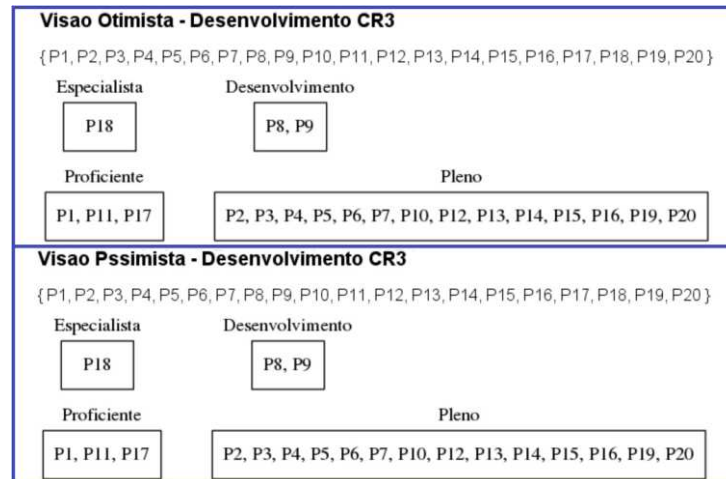 Visao Otimista - Desenvolvimento CR3
{ P1, P2, P3, P4, P5, P6, P7, P8, P9, P10, P11, P12, P13, P14, P15, P16, P17, P18, P19, P20 }
Especialista Desenvolvimento
P18 P8, P9
Proficiente Pleno
P1, P11, P17 P2, P3, P4, P5, P6, P7, P10, P12, P13, P14, P15, P16, P19, P20
Visao Pssimista - Desenvolvimento CR3
{ P1, P2, P3, P4, P5, P6, P7, P8, P9, P10, P11, P12, P13, P14, P15, P16, P17, P18, P19, P20 }
Especialista Desenvolvimento
P18 P8, P9
Proficiente Pleno
P1, P11, P17 P2, P3, P4, P5, P6, P7, P10, P12, P13, P14, P15, P16, P19, P20